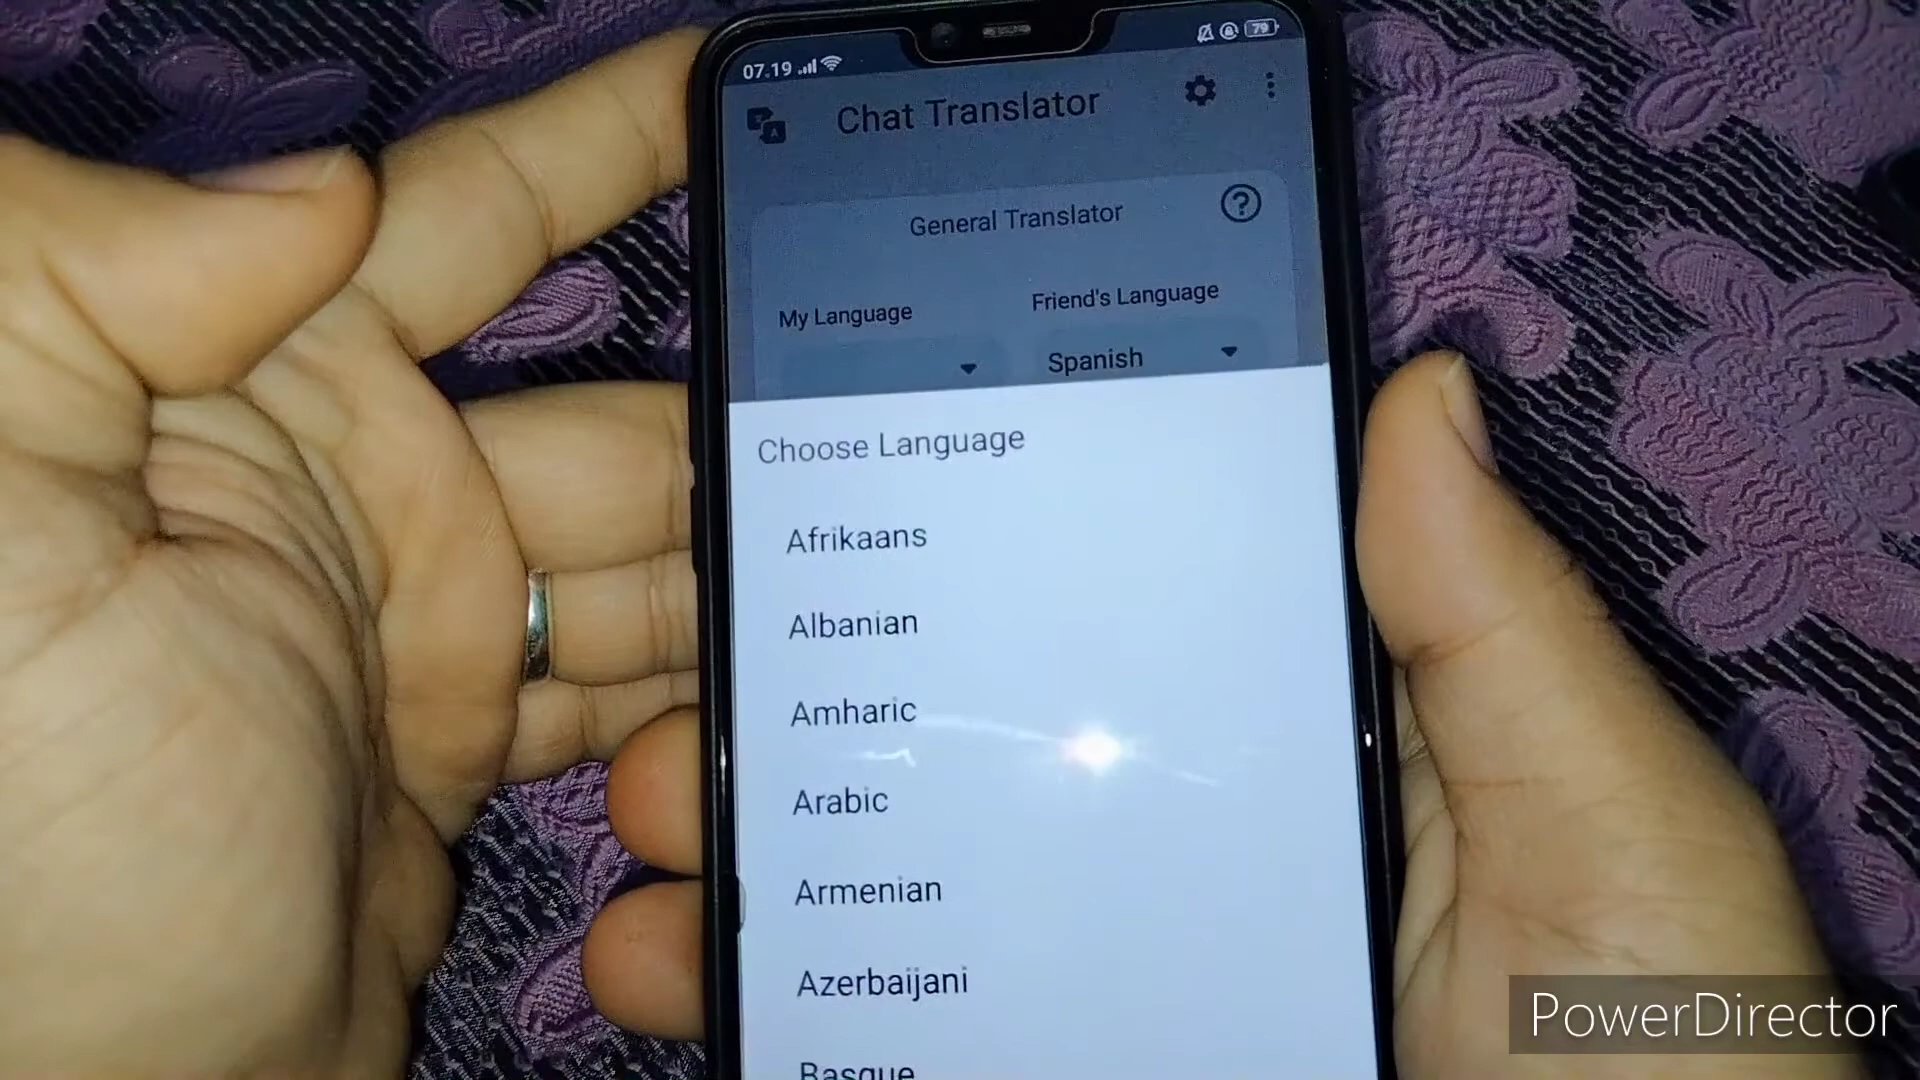 07.19
79
Chat Translator
General Translator
My Language
Friend's Language
Spanish
Choose Language
Afrikaans
Albanian
Amharic
Arabic
Armenian
Azerbaijani
Basque
PowerDirector